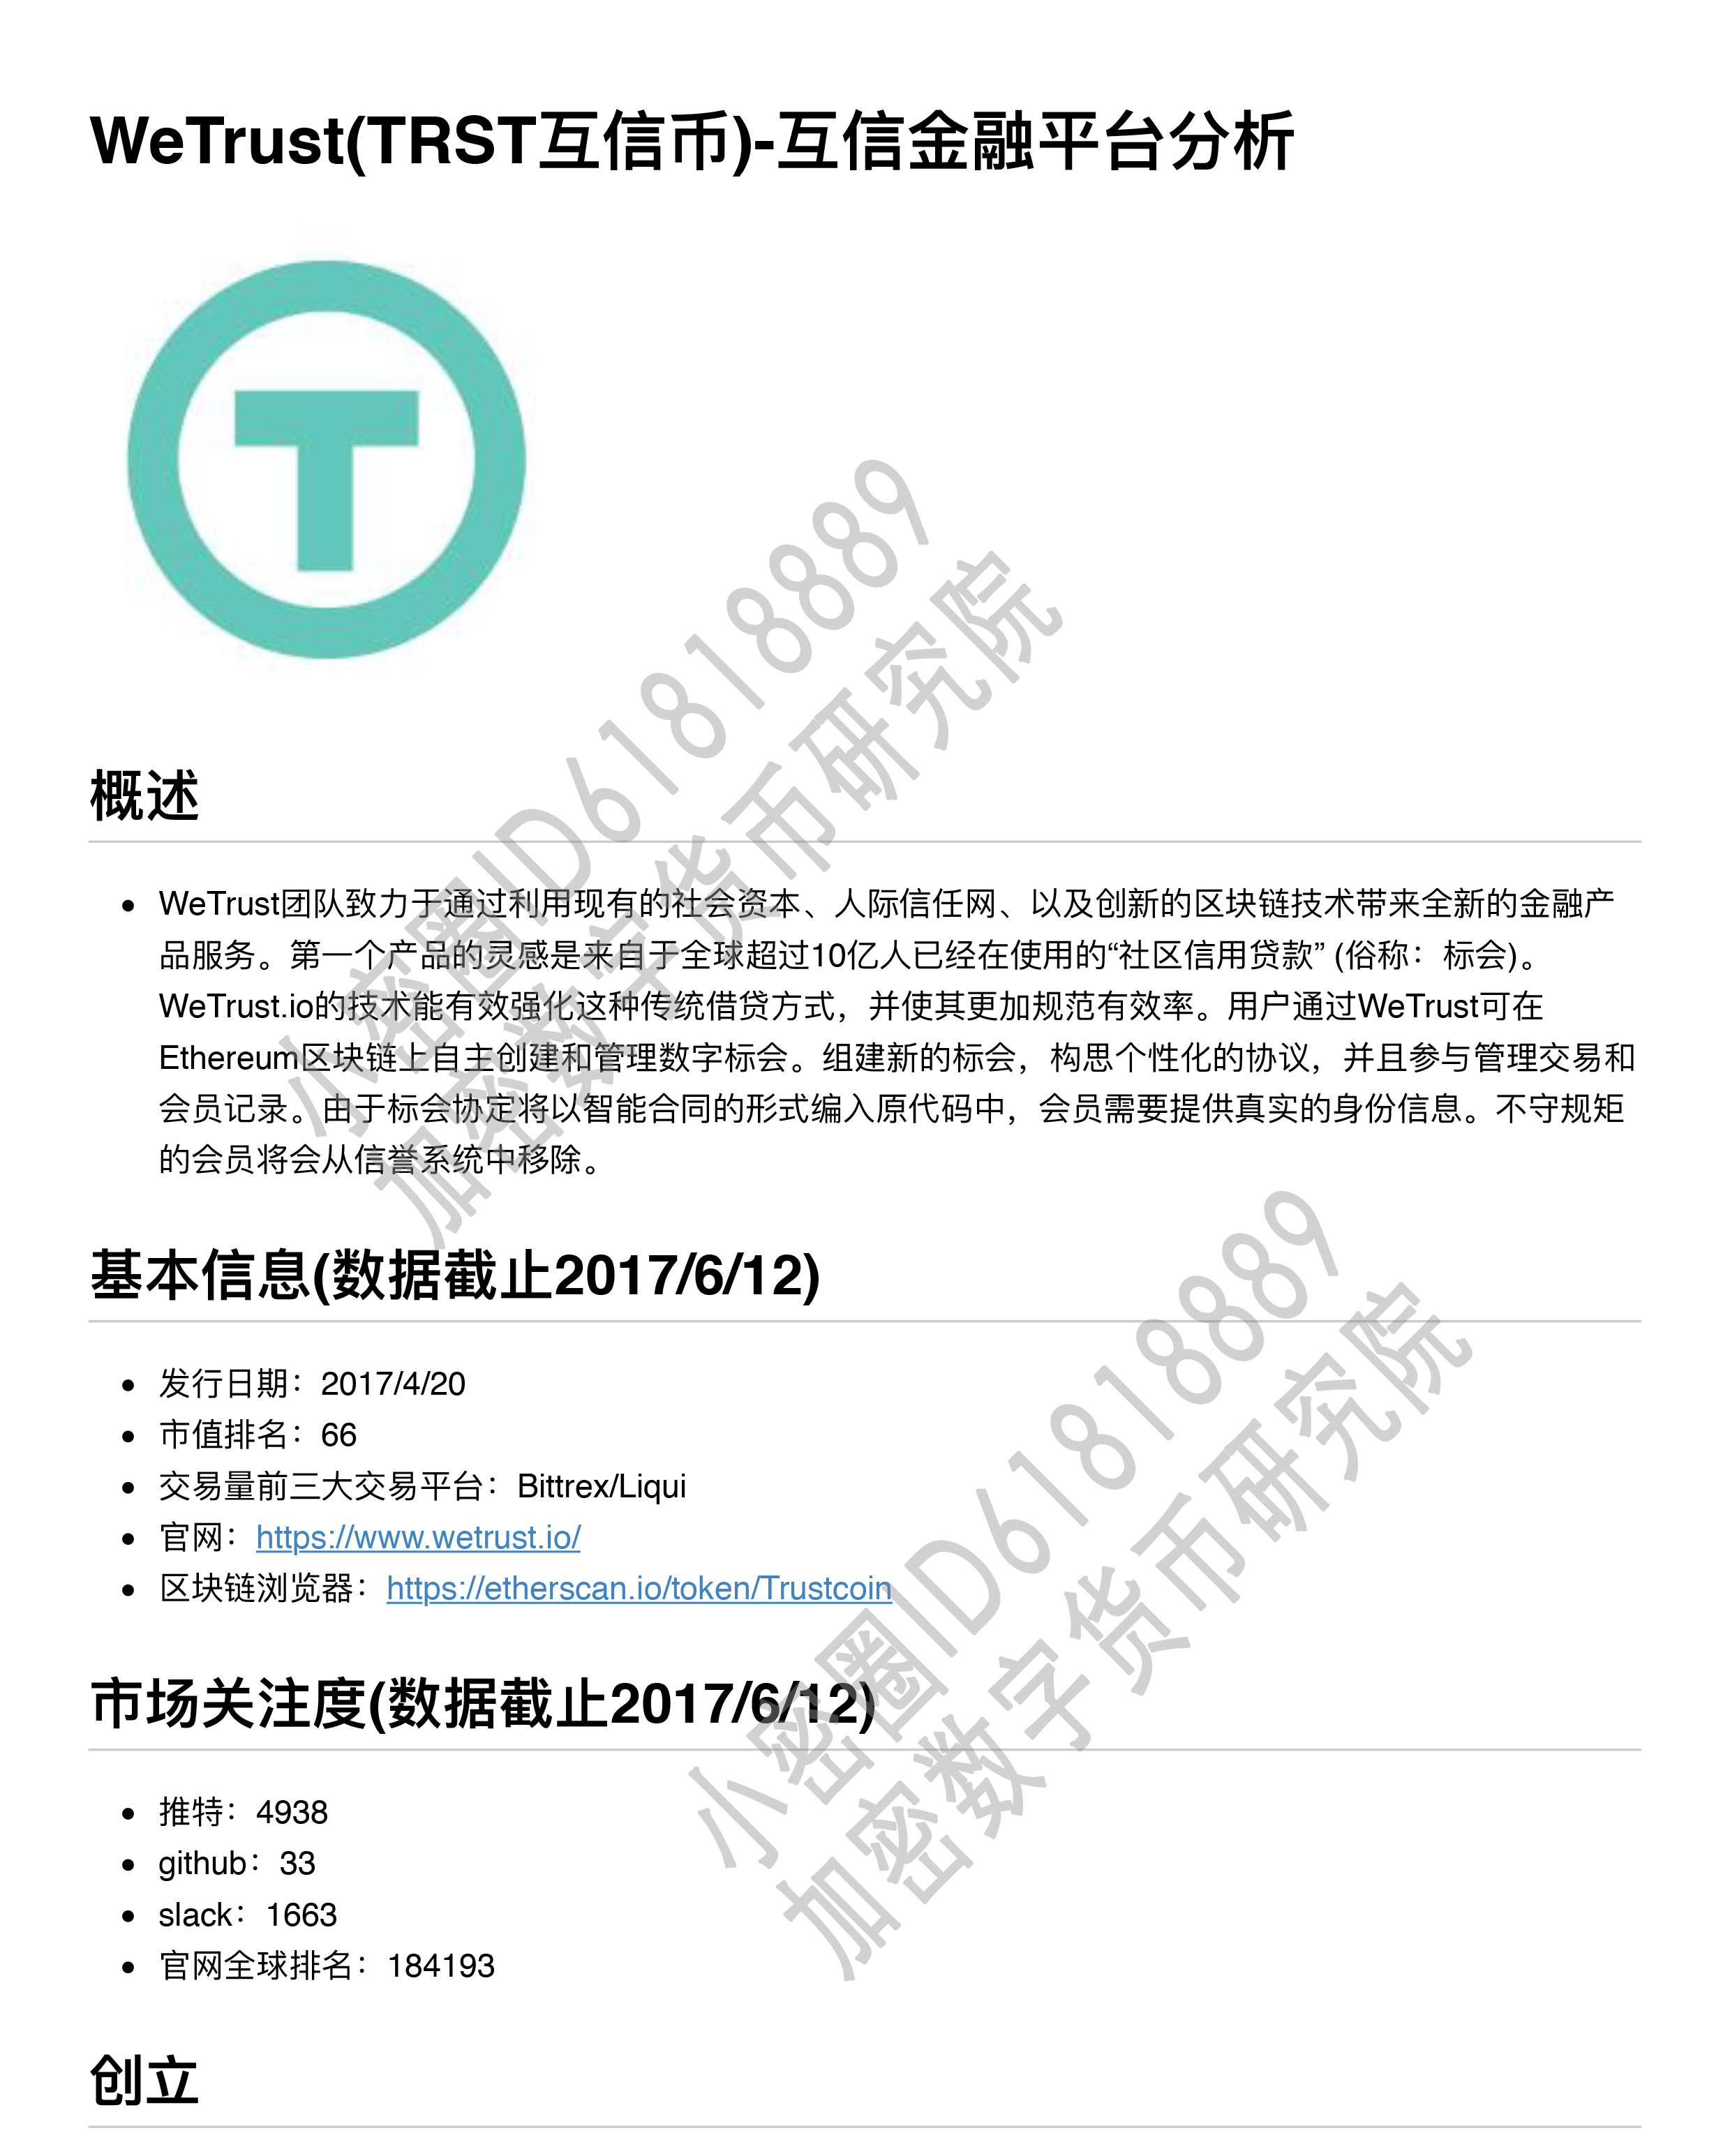 WeTrust(TRST互信币)-互信金融平台分析
T
小密圈ID61818889
加密数字货币研究院
概述
WeTrust团队致力于通过利用现有的社会资本、人际信任网、以及创新的区块链技术带来全新的金融产
品服务。第一个产品的灵感是来自于全球超过10亿人已经在使用的“社区信用贷款” (俗称：标会)。
WeTrust.io的技术能有效强化这种传统借贷方式，并使其更加规范有效率。用户通过WeTrust可在
Ethereum区块链上自主创建和管理数字标会。组建新的标会，构思个性化的协议，并且参与管理交易和
会员记录。由于标会协定将以智能合同的形式编入原代码中，会员需要提供真实的身份信息。不守规矩
的会员将会从信誉系统中移除。
基本信息(数据截止2017/6/12)
发行日期：2017/4/20
市值排名：66
交易量前三大交易平台：Bittrex/Liqui
官网：https://www.wetrust.io/
区块链浏览器：https://etherscan.io/token/Trustcoin
小密圈ID61818889
加密数字货币研究院
市场关注度(数据截止2017/6/12)
推特：4938
github：33
slack：1663
官网全球排名：184193
创立